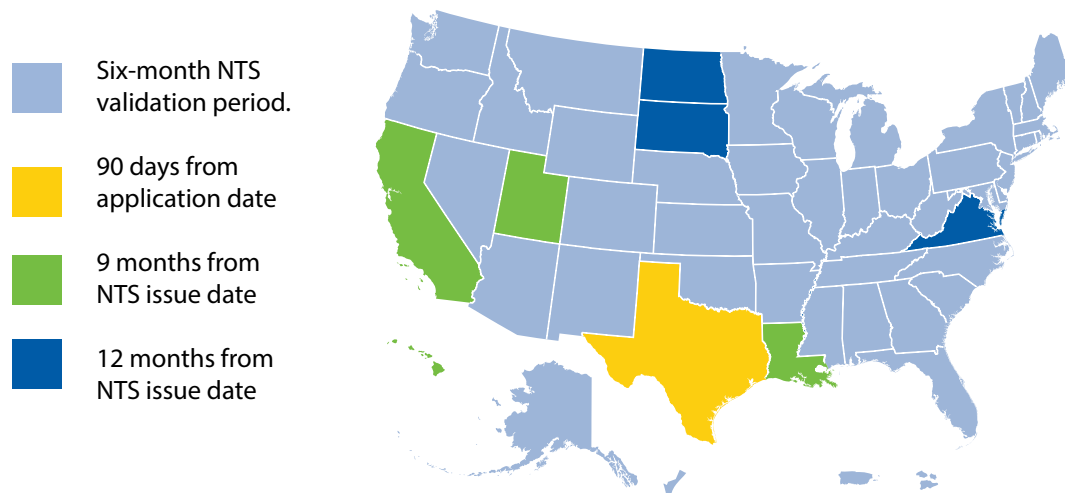 Six-month NTS
validation period.
90 days from
application date
9 months from
NTS issue date
12 months from
NTS issue date